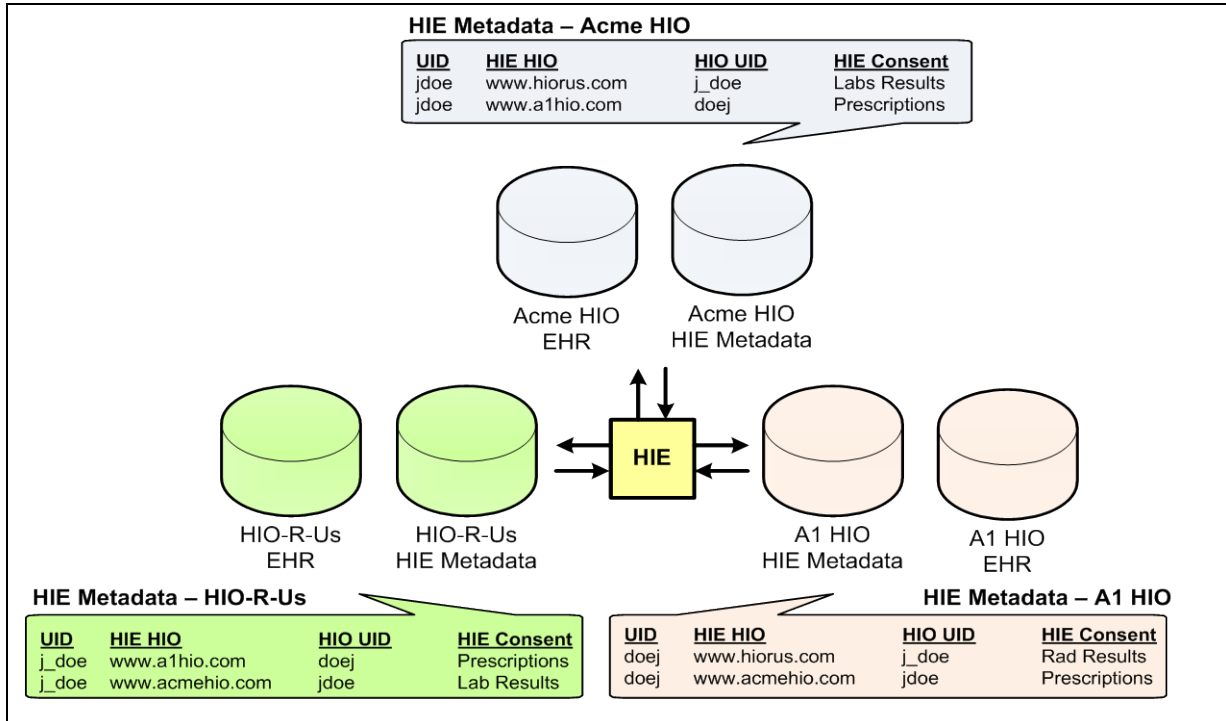 HIE Metadata – Acme HIO
UID HIE HIO HIO UID HIE Consent
jdoe www.hiorus.com j_doe Labs Results
jdoe www.a1hio.com doej Prescriptions
Acme HIO
EHR
Acme HIO
HIE Metadata
HIE
HIO-R-Us
EHR
HIO-R-Us
HIE Metadata
A1 HIO
HIE Metadata
A1 HIO
EHR
HIE Metadata – HIO-R-Us
UID HIE HIO HIO UID HIE Consent
j_doe www.a1hio.com doej Prescriptions
j_doe www.acmehio.com jdoe Lab Results
HIE Metadata – A1 HIO
UID HIE HIO HIO UID HIE Consent
doej www.hiorus.com j_doe Rad Results
doej www.acmehio.com jdoe Prescriptions